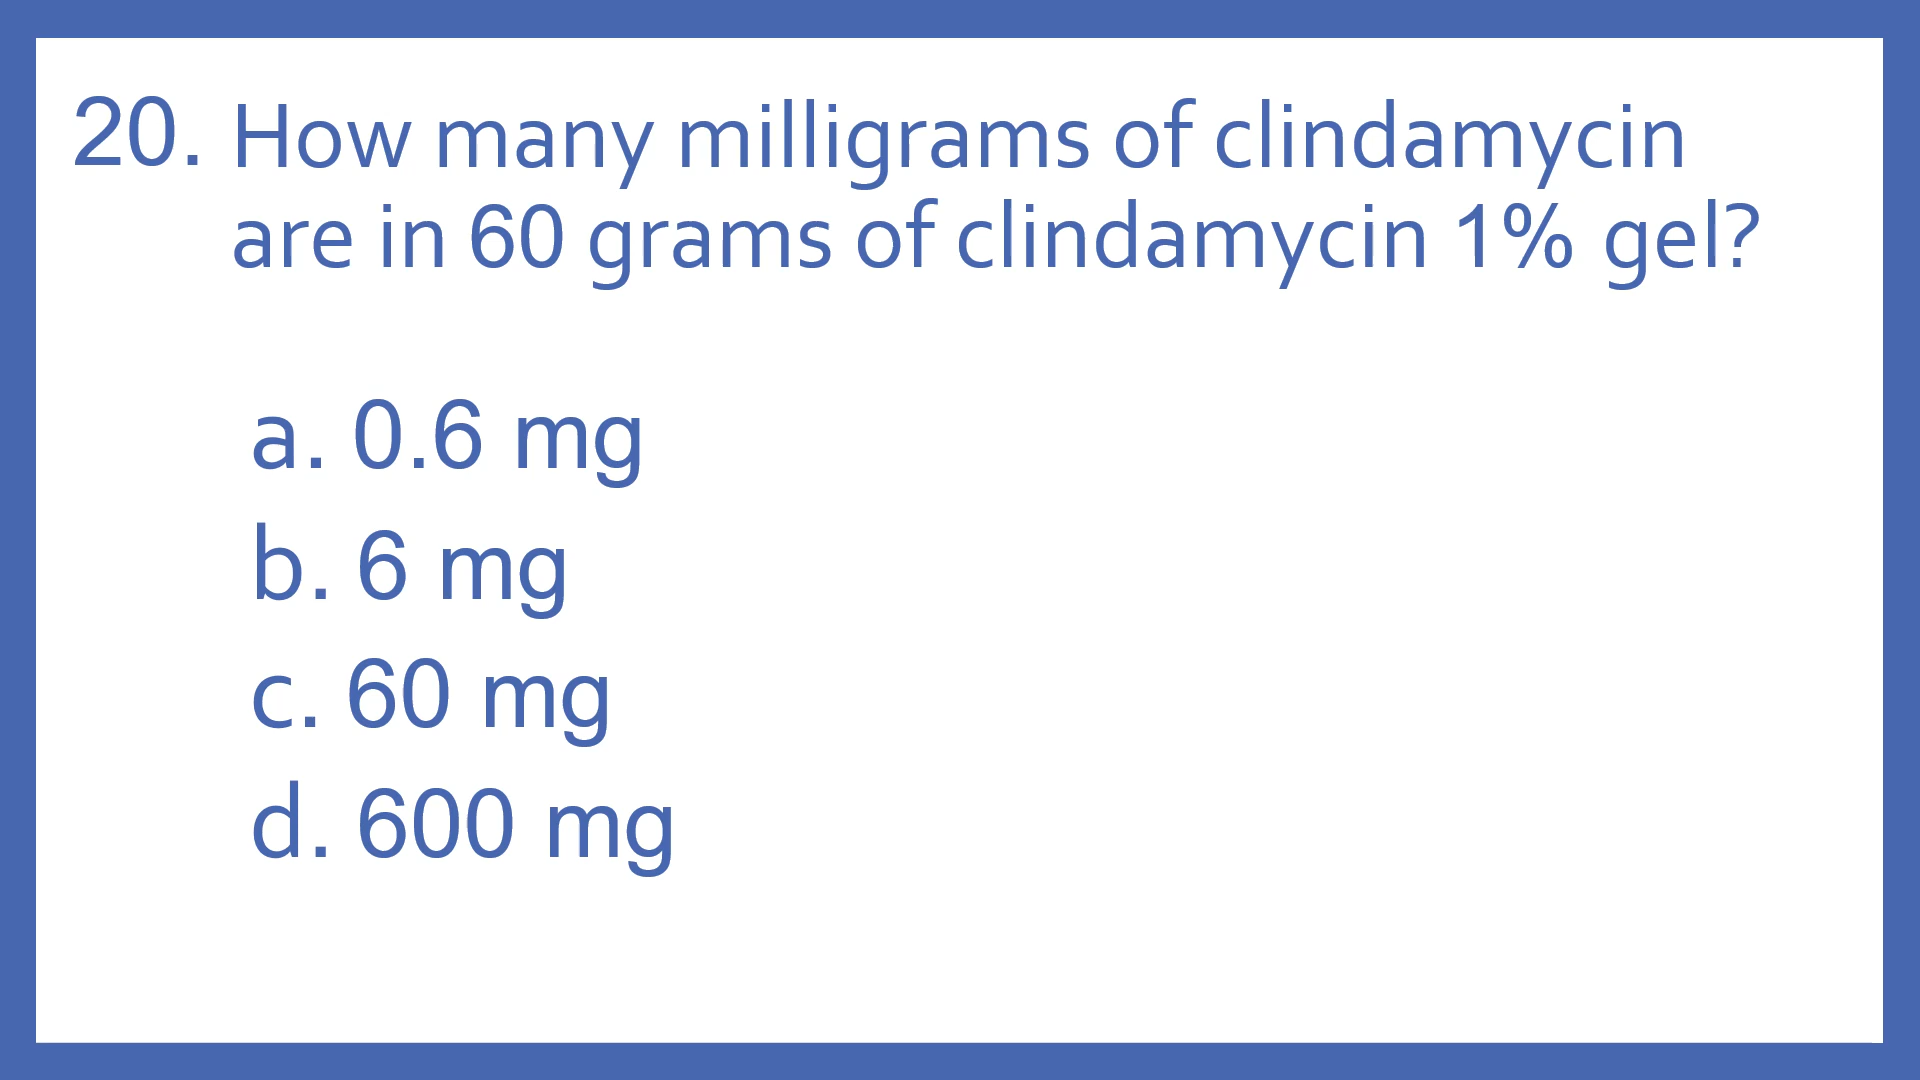 20. How many milligrams of clindamycin
are in 60 grams of clindamycin 1% gel?
a. 0.6 mg
b. 6 mg
c. 60 mg
d. 600 mg